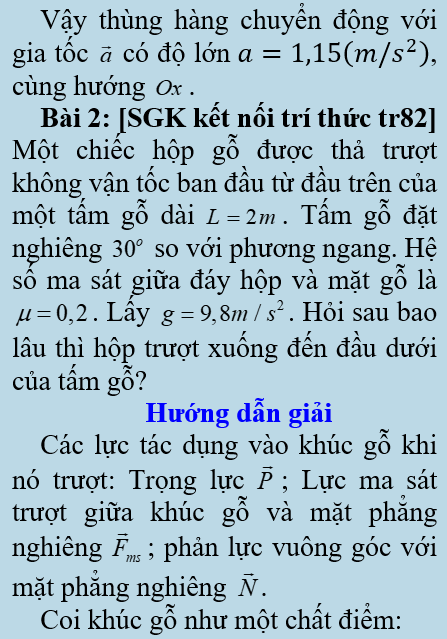 Vậy thùng hàng chuyển động với
gia tốc $\vec{a}$ có độ lớn $a = 1,15(m/s^2)$,
cùng hướng $Ox$ .
Bài 2: [SGK kết nối trí thức tr82]
Một chiếc hộp gỗ được thả trượt
không vận tốc ban đầu từ đầu trên của
một tấm gỗ dài $L = 2m$ . Tấm gỗ đặt
nghiêng $30^o$ so với phương ngang. Hệ
số ma sát giữa đáy hộp và mặt gỗ là
$\mu = 0,2$ . Lấy $g = 9,8m / s^2$ . Hỏi sau bao
lâu thì hộp trượt xuống đến đầu dưới
của tấm gỗ?
Hướng dẫn giải
Các lực tác dụng vào khúc gỗ khi
nó trượt: Trọng lực $\vec{P}$ ; Lực ma sát
trượt giữa khúc gỗ và mặt phẳng
nghiêng $\vec{F}_{ms}$ ; phản lực vuông góc với
mặt phẳng nghiêng $\vec{N}$ .
Coi khúc gỗ như một chất điểm: